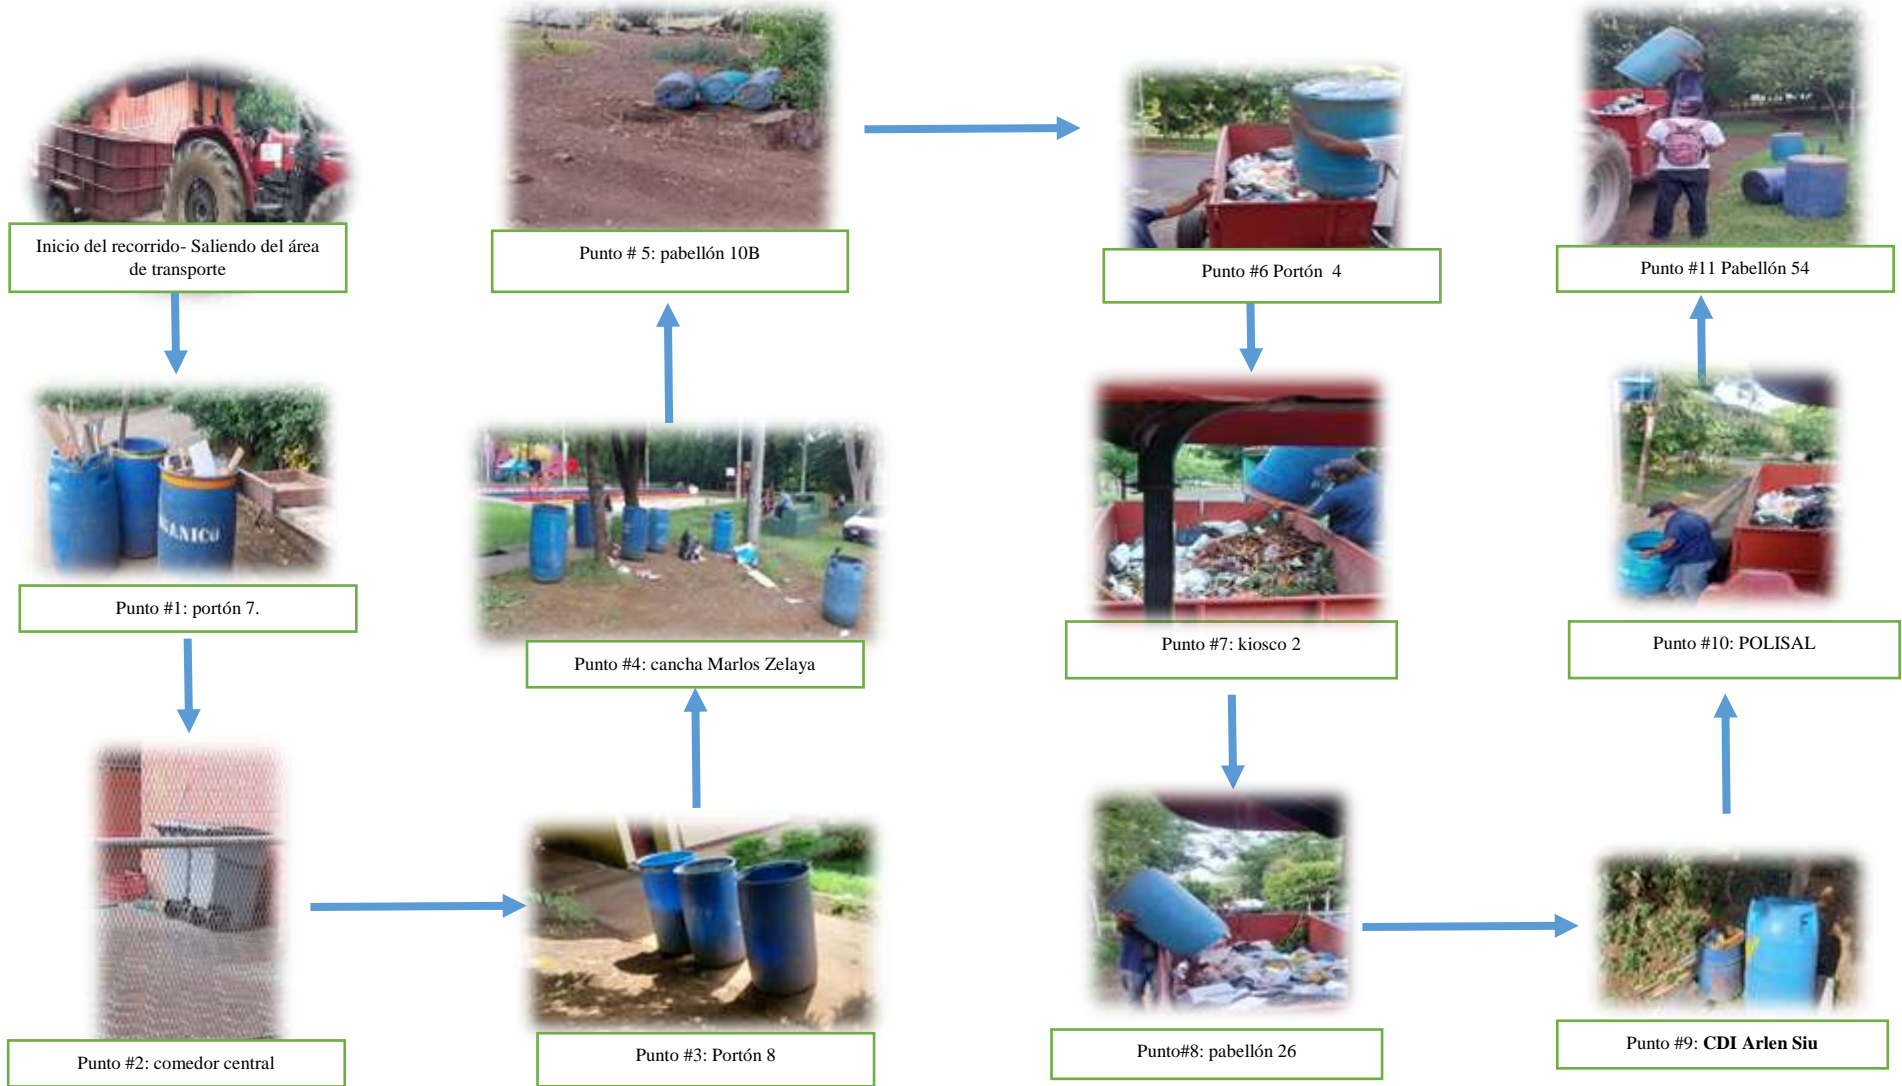 Inicio del recorrido- Saliendo del área
de transporte
ANICO
Punto #1: portón 7.
Punto #2: comedor central
Punto #3: Portón 8
Punto #4: cancha Marlos Zelaya
Punto # 5: pabellón 10B
Punto #6 Portón 4
Punto #7: kiosco 2
Punto#8: pabellón 26
Punto #9: CDI Arlen Siu
Punto #10: POLISAL
Punto #11 Pabellón 54